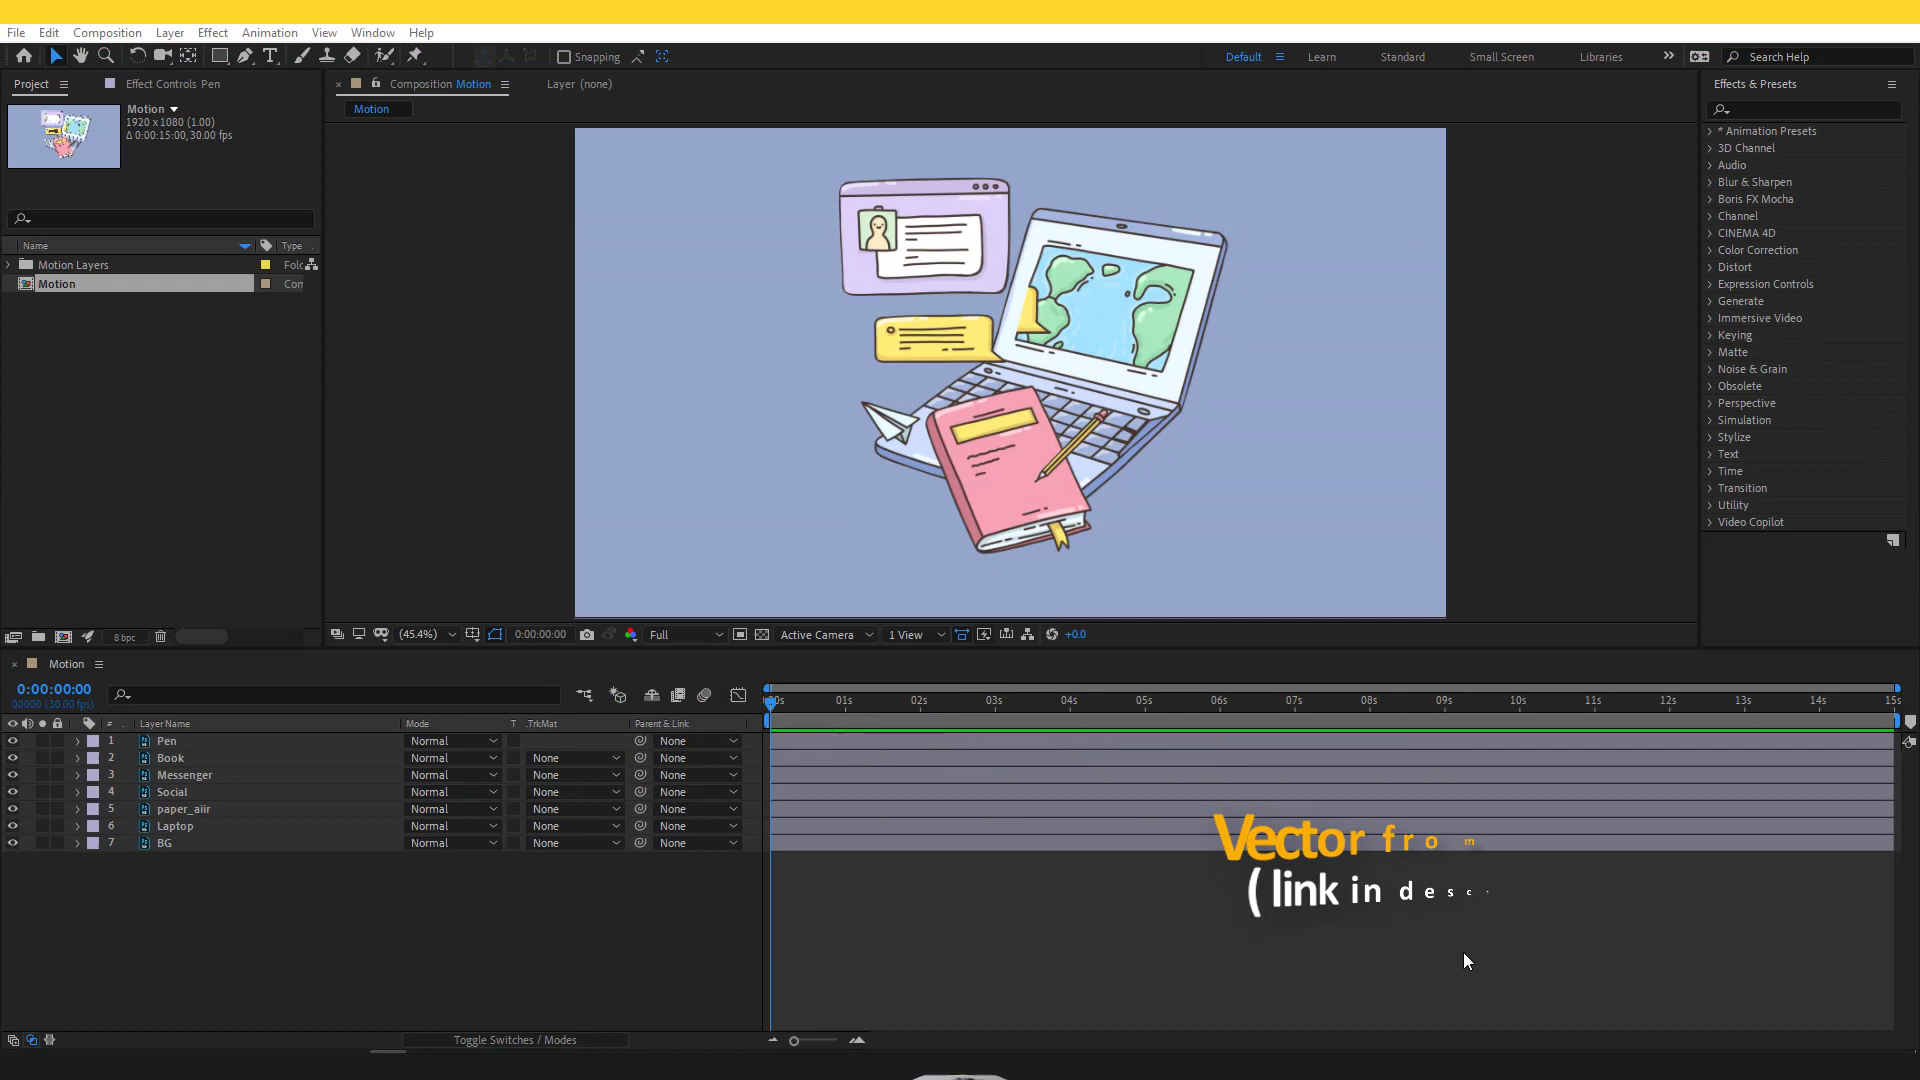 File Edit Composition Layer Effect Animation View Window Help
Snapping
Default Learn Standard Small Screen Libraries Search Help
Project Effect Controls Pen
Motion
1920 x 1080 (1.00)
Δ 0:00:15:00, 30.00 fps
Name Type
Motion Layers Folc
Motion Con
8 bpc
Composition Motion Layer (none)
Motion
(45.4%) 0:00:00:00 Full Active Camera 1 View +0.0
Effects & Presets
* Animation Presets
3D Channel
Audio
Blur & Sharpen
Boris FX Mocha
Channel
CINEMA 4D
Color Correction
Distort
Expression Controls
Generate
Immersive Video
Keying
Matte
Noise & Grain
Obsolete
Perspective
Simulation
Stylize
Text
Time
Transition
Utility
Video Copilot
Motion
0:00:00:00
00000 (30.00 fps)
# Layer Name Mode T .TrkMat Parent & Link
1 Pen Normal None
2 Book Normal None None
3 Messenger Normal None None
4 Social Normal None None
5 paper_aiir Normal None None
6 Laptop Normal None None
7 BG Normal None None
00s 01s 02s 03s 04s 05s 06s 07s 08s 09s 10s 11s 12s 13s 14s 15s
Vector from
( link in desc
Toggle Switches / Modes